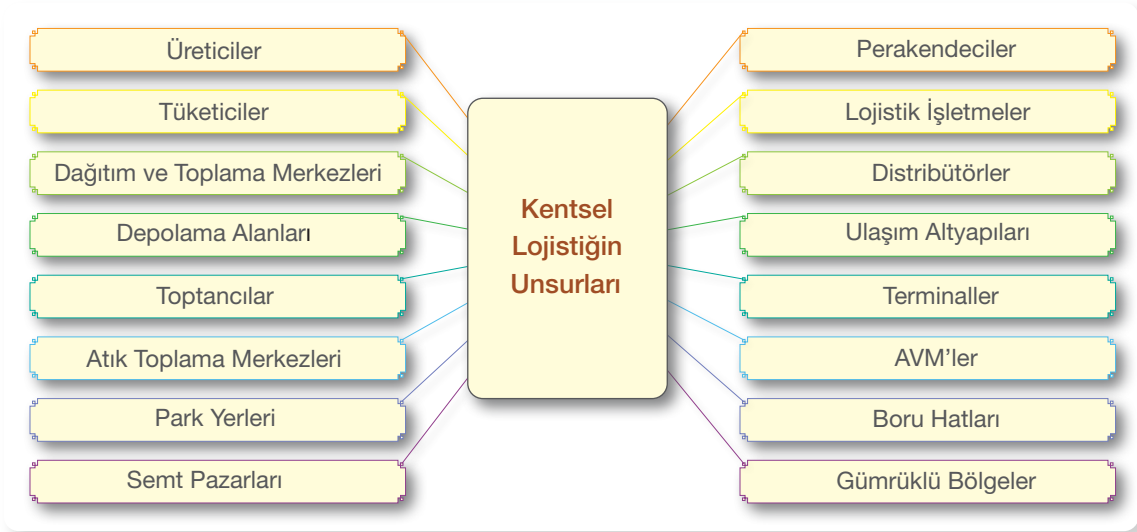 Üreticiler
Tüketiciler
Dağıtım ve Toplama Merkezleri
Depolama Alanları
Toptancılar
Atık Toplama Merkezleri
Park Yerleri
Semt Pazarları
Kentsel
Lojistiğin
Unsurları
Perakendeciler
Lojistik İşletmeler
Distribütörler
Ulaşım Altyapıları
Terminaller
AVM’ler
Boru Hatları
Gümrüklü Bölgeler